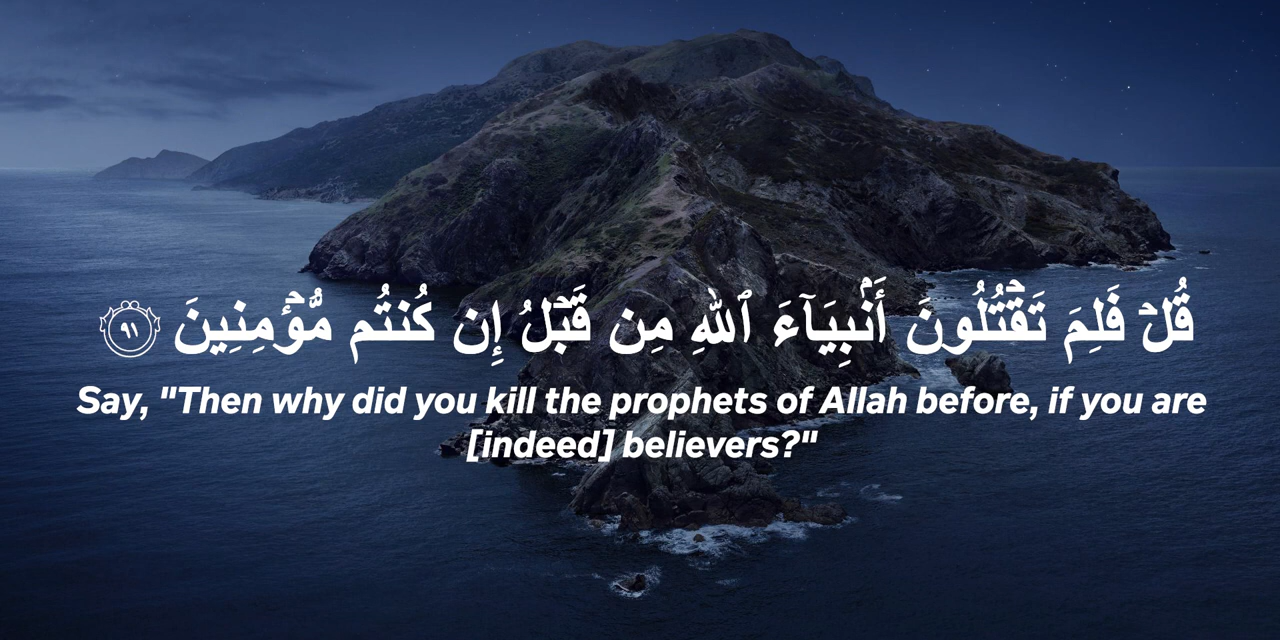 قُلۡ فَلِمَ تَقۡتُلُونَ أَنۢبِيَآءَ ٱللَّهِ مِن قَبۡلُ إِن كُنتُم مُّؤۡمِنِينَ ٩١
Say, "Then why did you kill the prophets of Allah before, if you are
[indeed] believers?"